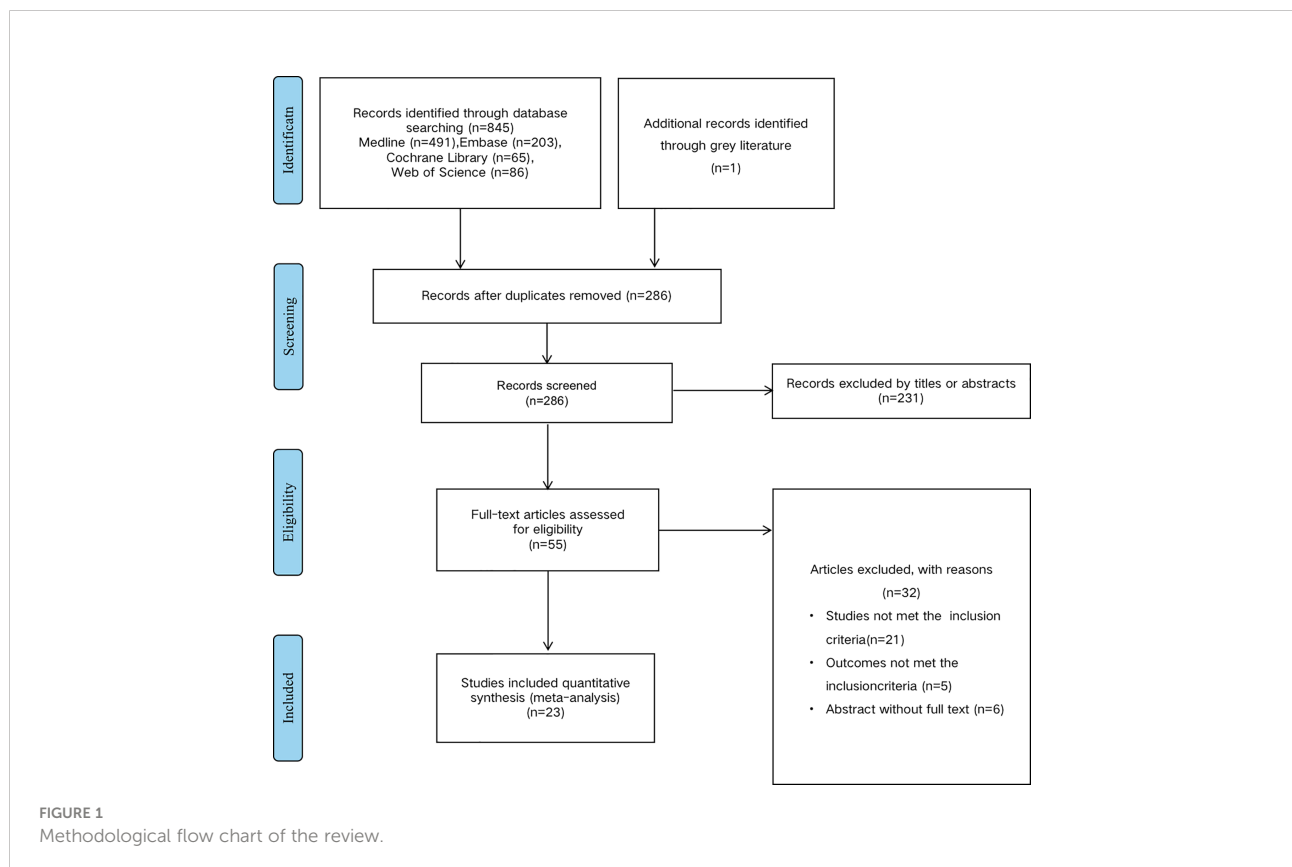 Identificatn
Records identified through database
searching (n=845)
Medline (n=491),Embase (n=203),
Cochrane Library (n=65),
Web of Science (n=86)
Additional records identified
through grey literature
(n=1)
Screening
Records after duplicates removed (n=286)
Records screened
(n=286)
Records excluded by titles or abstracts
(n=231)
Eligibility
Full-text articles assessed
for eligibility
(n=55)
Articles excluded, with reasons
(n=32)
• Studies not met the inclusion
criteria(n=21)
• Outcomes not met the
inclusioncriteria (n=5)
• Abstract without full text (n=6)
Included
Studies included quantitative
synthesis (meta-analysis)
(n=23)
FIGURE 1
Methodological flow chart of the review.